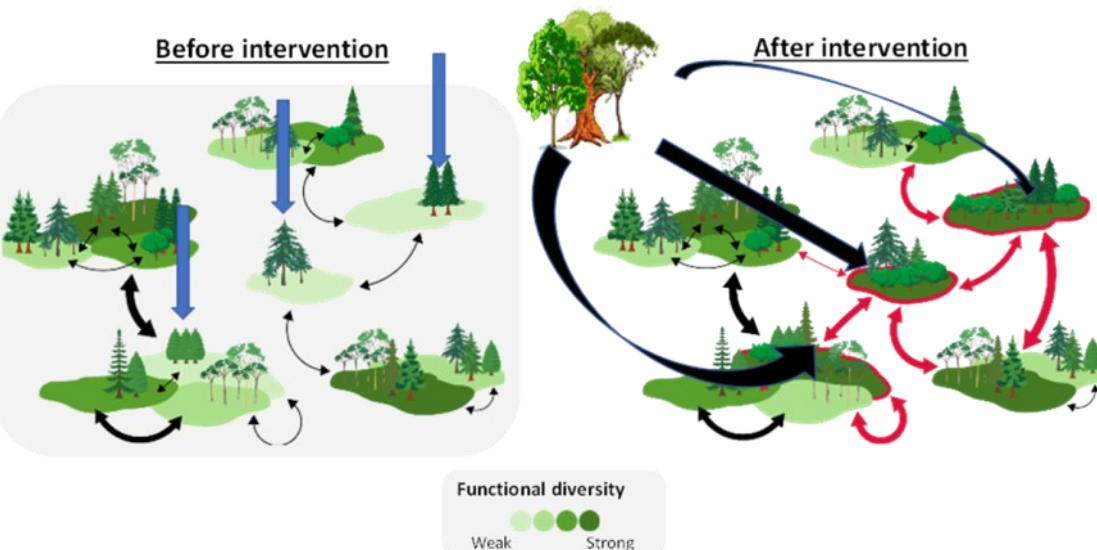 Before intervention
After intervention
Functional diversity
Weak Strong